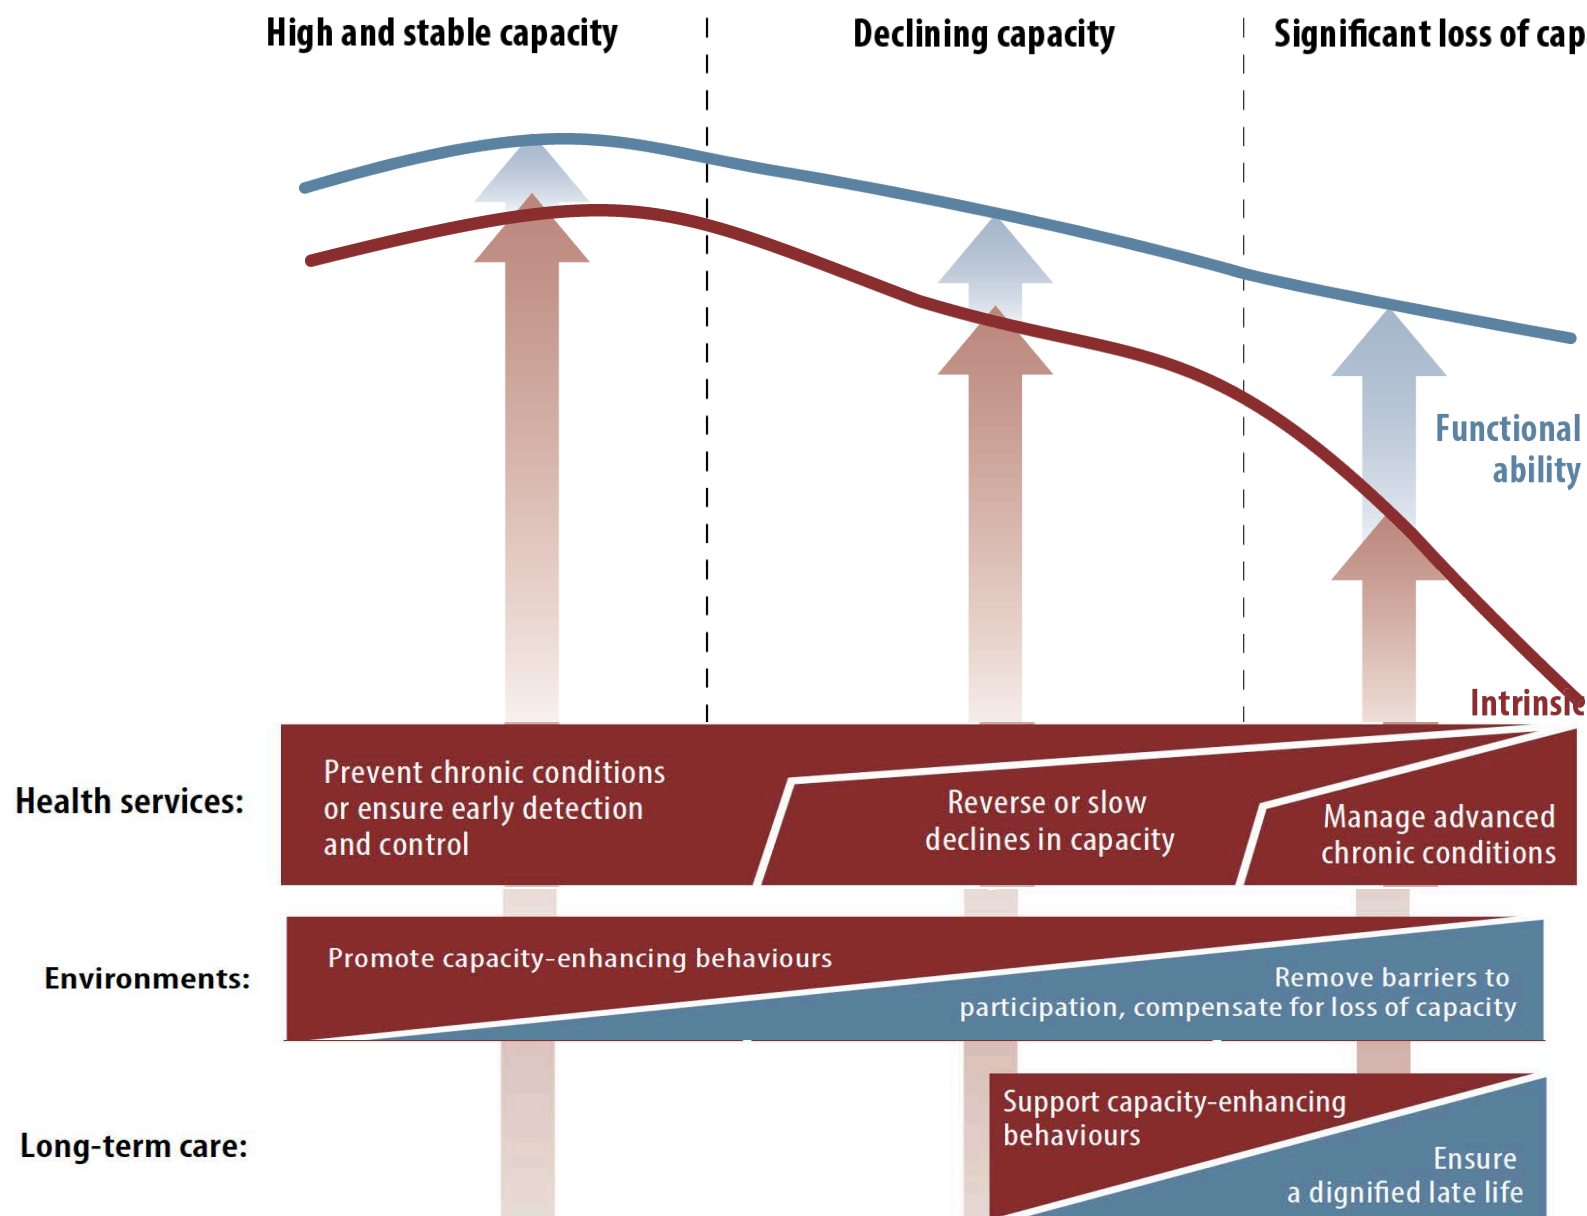 High and stable capacity
Declining capacity
Significant loss of cap
Functional
ability
Intrinsic
Health services:
Prevent chronic conditions
or ensure early detection
and control
Reverse or slow
declines in capacity
Manage advanced
chronic conditions
Environments:
Promote capacity-enhancing behaviours
Remove barriers to
participation, compensate for loss of capacity
Long-term care:
Support capacity-enhancing
behaviours
Ensure
a dignified late life